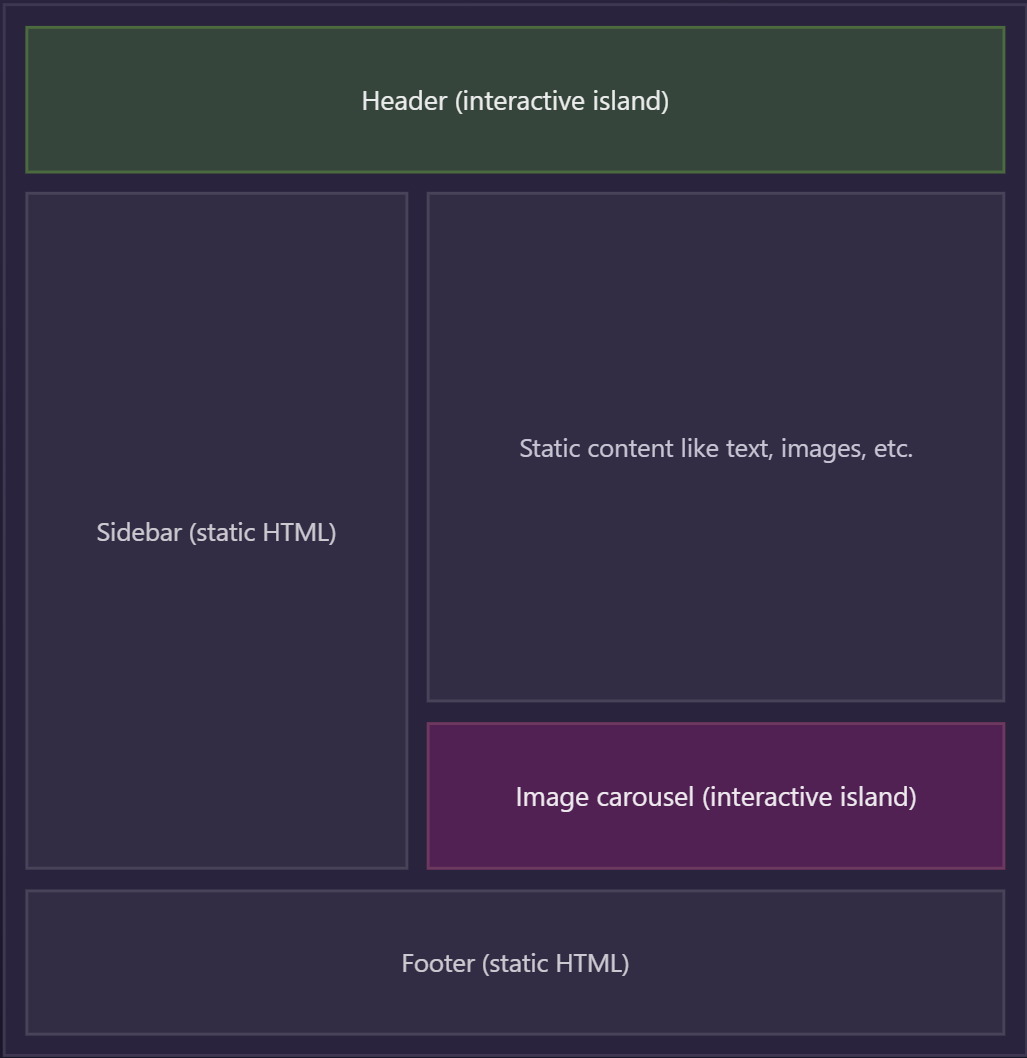 Header (interactive island)
Sidebar (static HTML)
Static content like text, images, etc.
Image carousel (interactive island)
Footer (static HTML)